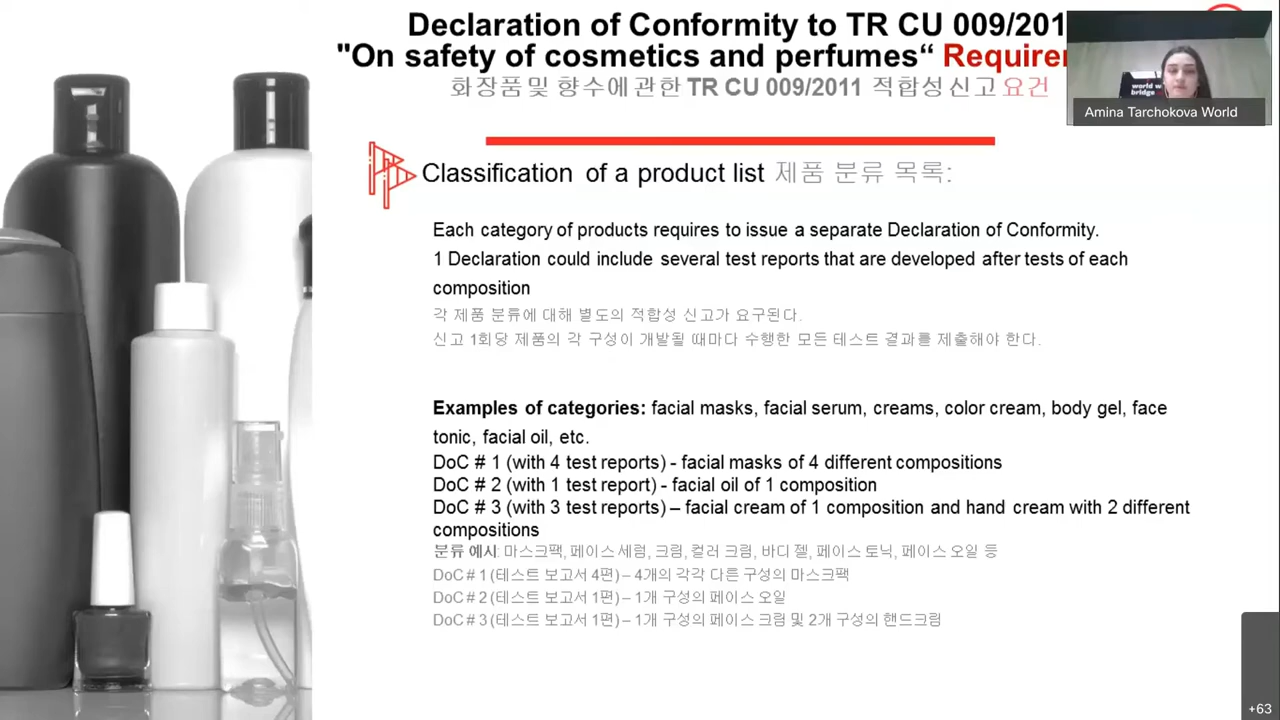 Declaration of Conformity to TR CU 009/201
"On safety of cosmetics and perfumes“
화장품 및 향수에 관한 TR CU 009/2011 적합성 신고 요건
world w
bridge
Amina Tarchokova World
Classification of a product list 제품 분류 목록:
Each category of products requires to issue a separate Declaration of Conformity.
1 Declaration could include several test reports that are developed after tests of each
composition
각 제품 분류에 대해 별도의 적합성 신고가 요구된다.
신고 1회당 제품의 각 구성이 개발될 때마다 수행한 모든 테스트 결과를 제출해야 한다.
Examples of categories: facial masks, facial serum, creams, color cream, body gel, face
tonic, facial oil, etc.
DoC # 1 (with 4 test reports) - facial masks of 4 different compositions
DoC # 2 (with 1 test report) - facial oil of 1 composition
DoC # 3 (with 3 test reports) – facial cream of 1 composition and hand cream with 2 different
compositions
분류 예시: 마스크팩, 페이스 세럼, 크림, 컬러 크림, 바디 젤, 페이스 토닉, 페이스 오일 등
DoC # 1 (테스트 보고서 4편) – 4개의 각각 다른 구성의 마스크팩
DoC # 2 (테스트 보고서 1편) – 1개 구성의 페이스 오일
DoC # 3 (테스트 보고서 1편) – 1개 구성의 페이스 크림 및 2개 구성의 핸드크림
+63